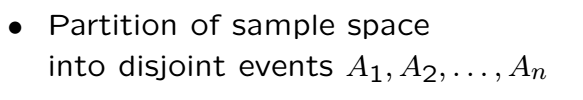 • Partition of sample space
into disjoint events A₁, A₂, . . . , Aₙ